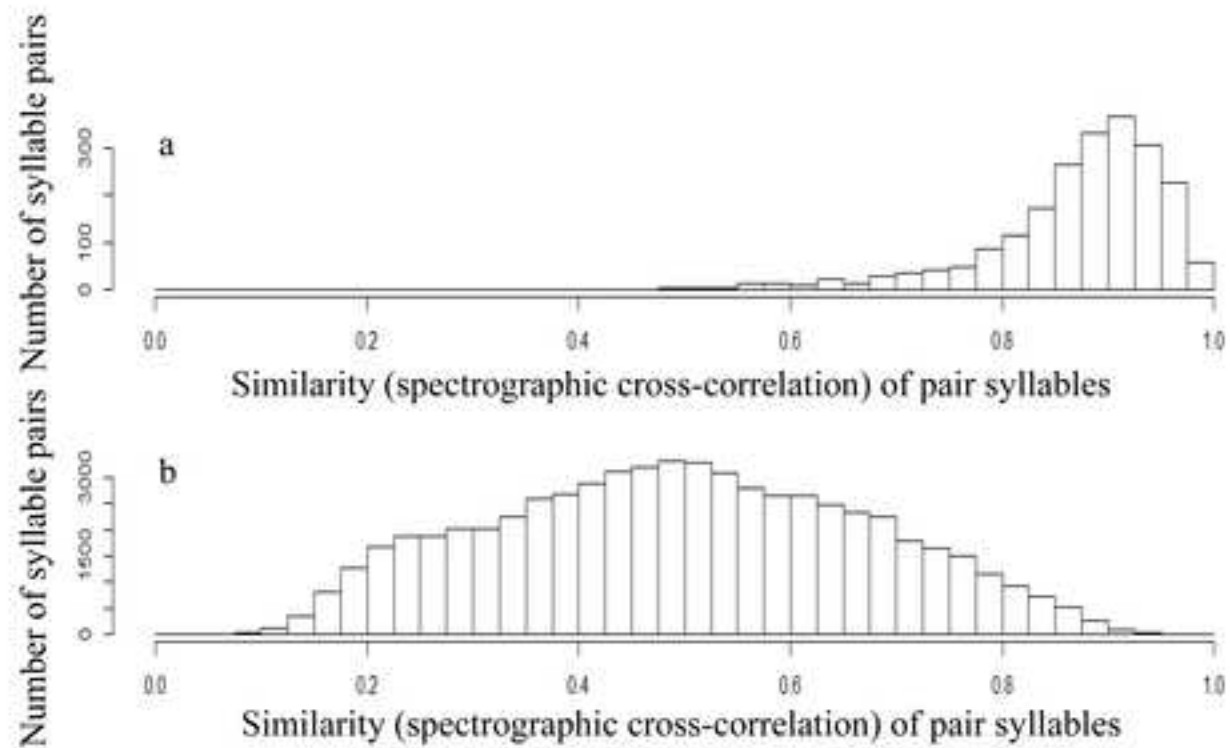 Number of syllable pairs
a
300
100
0
0.0 0.2 0.4 0.6 0.8 1.0
Similarity (spectrographic cross-correlation) of pair syllables
Number of syllable pairs
b
3000
1500
0
0.0 0.2 0.4 0.6 0.8 1.0
Similarity (spectrographic cross-correlation) of pair syllables